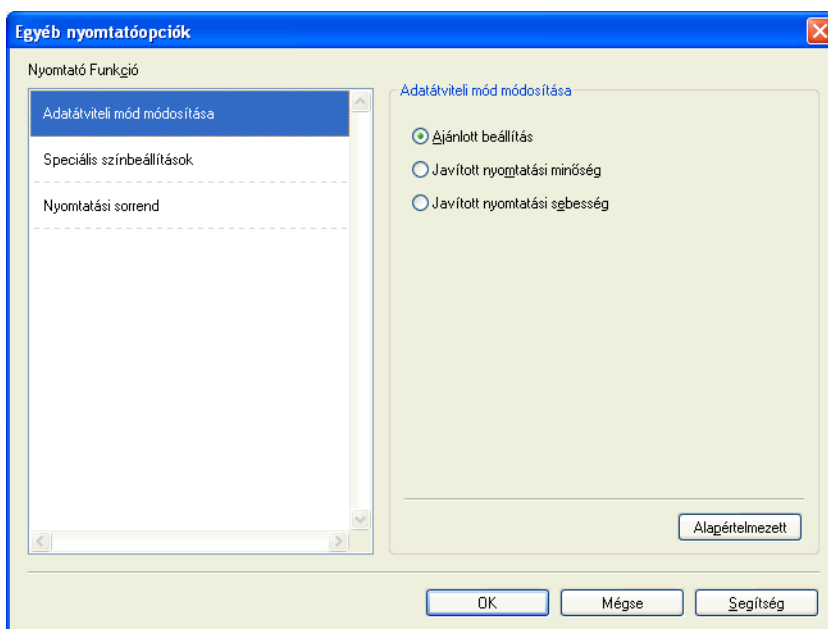 Egyéb nyomtatóopciók
Nyomtató Funkció
Adatátviteli mód módosítása
Speciális színbeállítások
Nyomtatási sorrend
Adatátviteli mód módosítása
Ajánlott beállítás
Javított nyomtatási minőség
Javított nyomtatási sebesség
Alapértelmezett
OK
Mégse
Segítség